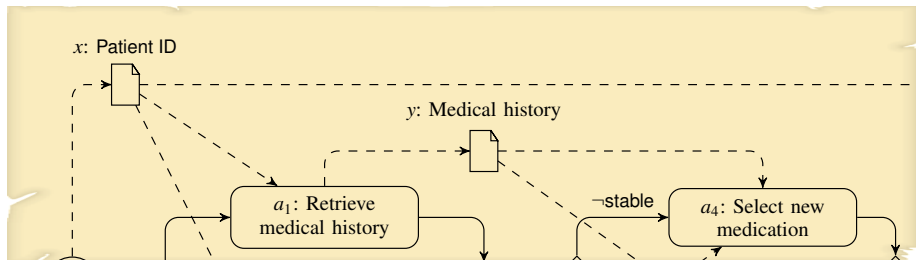 x: Patient ID
y: Medical history
a1: Retrieve
medical history
¬stable
a4: Select new
medication